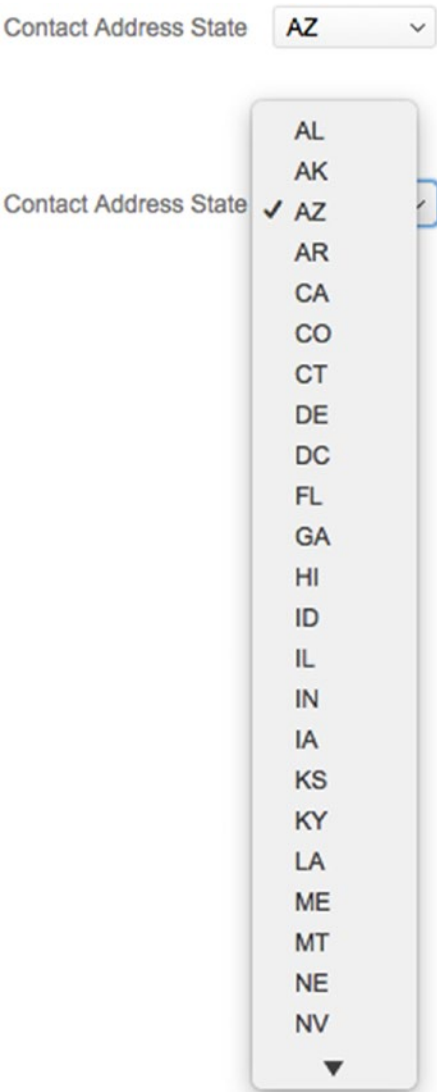 Contact Address State AZ
AL
AK
Contact Address State ✓ AZ
AR
CA
CO
CT
DE
DC
FL
GA
HI
ID
IL
IN
IA
KS
KY
LA
ME
MT
NE
NV